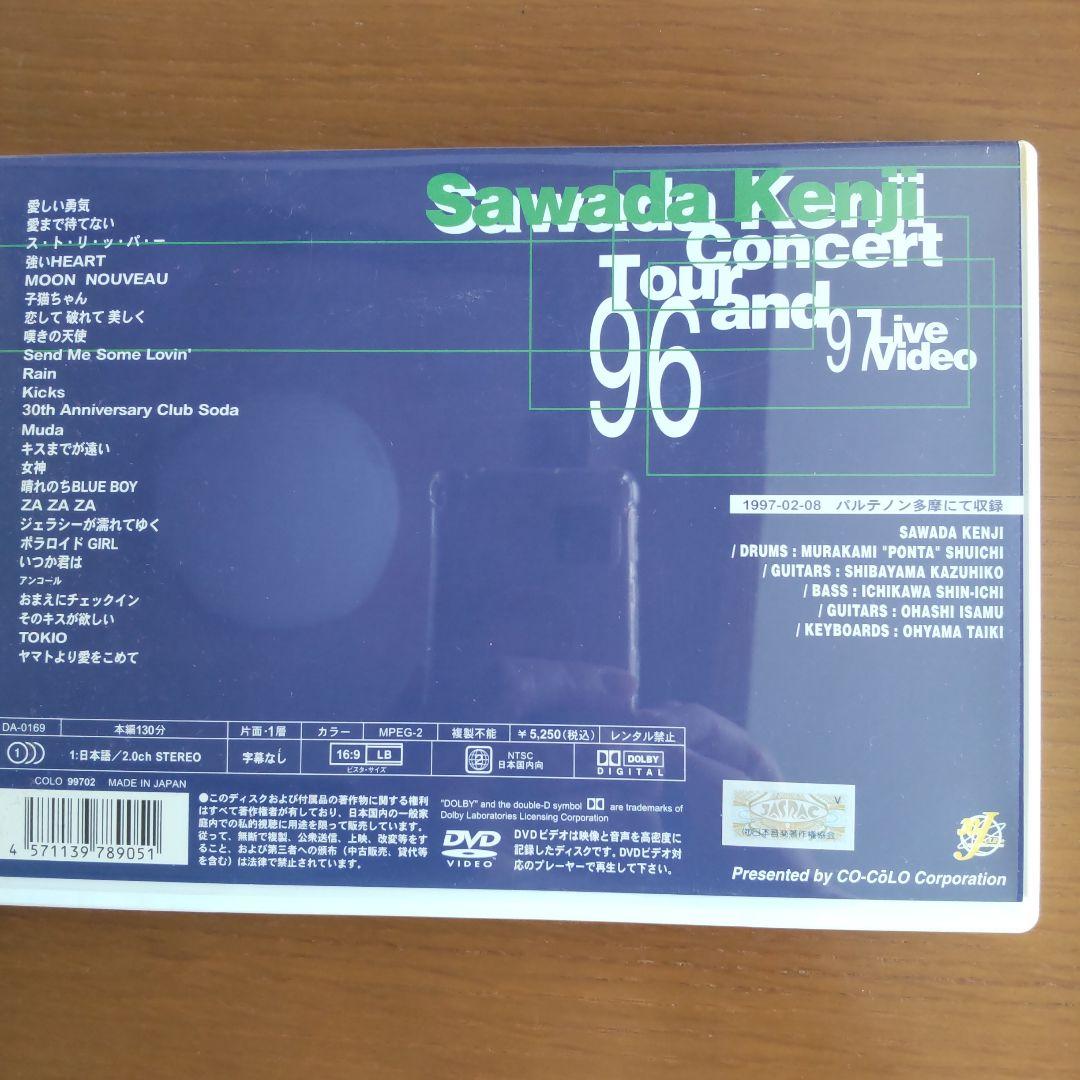 愛しい勇気
愛まで待てない
ス・ト・リ・ッ・パ・ー
強いHEART
MOON NOUVEAU
子猫ちゃん
恋して 破れて 美しく
嘆きの天使
Send Me Some Lovin'
Rain
Kicks
30th Anniversary Club Soda
Muda
キスまでが遠い
女神
晴れのちBLUE BOY
ZA ZA ZA
ジェラシーが濡れてゆく
ポラロイド GIRL
いつか君は
アンコール
おまえにチェックイン
そのキスが欲しい
TOKIO
ヤマトより愛をこめて
Sawada Kenji
Concert
Tour
and
96
97
Live
Video
1997-02-08 パルテノン多摩にて収録
SAWADA KENJI
/ DRUMS : MURAKAMI "PONTA" SHUICHI
/ GUITARS : SHIBAYAMA KAZUHIKO
/ BASS : ICHIKAWA SHIN-ICHI
/ GUITARS : OHASHI ISAMU
/ KEYBOARDS : OHYAMA TAIKI
DA-0169 本編130分 片面・1層 カラー MPEG-2 複製不能 ¥5,250(税込) レンタル禁止
1 1:日本語/2.0ch STEREO 字幕なし 16:9 LB ビスタ・サイズ 2 NTSC 日本国内向 DOLBY DIGITAL
COLO 99702 MADE IN JAPAN
4 571139 789051
●このディスクおよび付属品の著作物に関する権利
はすべて著作権者が有しており、日本国内の一般家
庭内での私的視聴に用途を限って販売しています。
従って、無断で複製、公衆送信、上映、改変等をす
ること、および第三者への頒布(中古販売、貸代等
を含む)は法律で禁止されています。
"DOLBY" and the double-D symbol are trademarks of
Dolby Laboratories Licensing Corporation
DVD
VIDEO
DVDビデオは映像と音声を高密度に
記録したディスクです。DVDビデオ対
応のプレーヤーで再生して下さい。
V
JASRAC
(社)日本音楽著作権協会
Presented by CO-CōLO Corporation